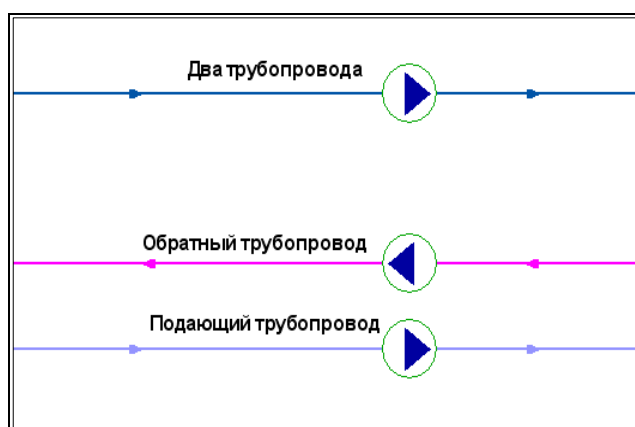 Два трубопровода
Обратный трубопровод
Подающий трубопровод